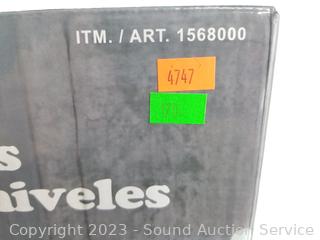 ITM. / ART. 1568000
4747
s
niveles
Copyright 2023 - Sound Auction Service